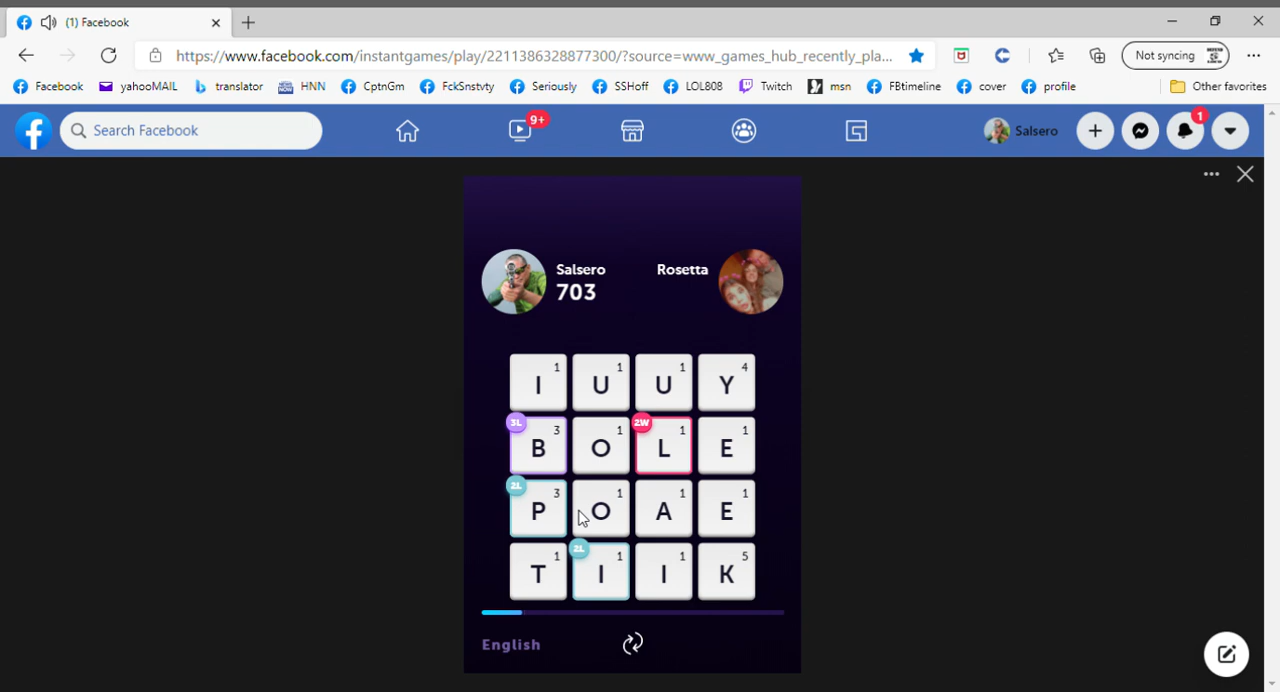 (1) Facebook
https://www.facebook.com/instantgames/play/2211386328877300/?source=www_games_hub_recently_pla...
Not syncing
Facebook yahooMAIL translator HNN CptnGm FckSnstvty Seriously SSHoff LOL808 Twitch msn FBtimeline cover profile Other favorites
Search Facebook 9+ Salsero 1
Salsero Rosetta
703
I 1 U 1 U 1 Y 4
3L B 3 O 1 2W L 1 E 1
2L P 3 O 1 A 1 E 1
T 1 2L I 1 I 1 K 5
English